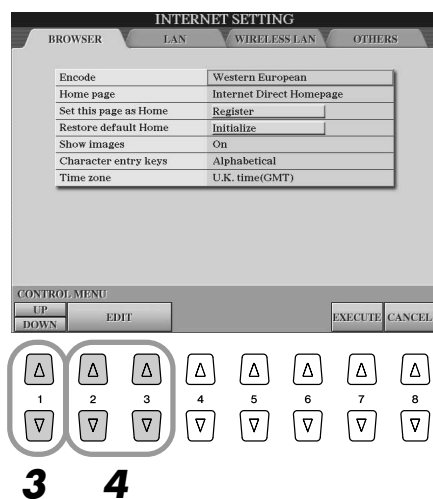 INTERNET SETTING
BROWSER LAN WIRELESS LAN OTHERS
Encode Western European
Home page Internet Direct Homepage
Set this page as Home Register
Restore default Home Initialize
Show images On
Character entry keys Alphabetical
Time zone U.K. time(GMT)
CONTROL MENU
UP
DOWN
EDIT
EXECUTE
CANCEL
1 2 3 4 5 6 7 8
3 4